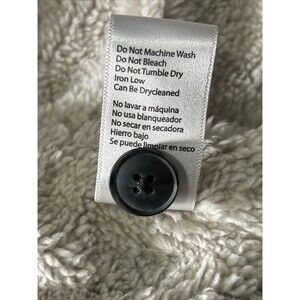 Do Not Machine Wash
Do Not Bleach
Do Not Tumble Dry
Iron Low
Can Be Drycleaned
No lavar a máquina
No usa blanqueador
No secar en secadora
Hierro bajo
Se puede limpiar en seco